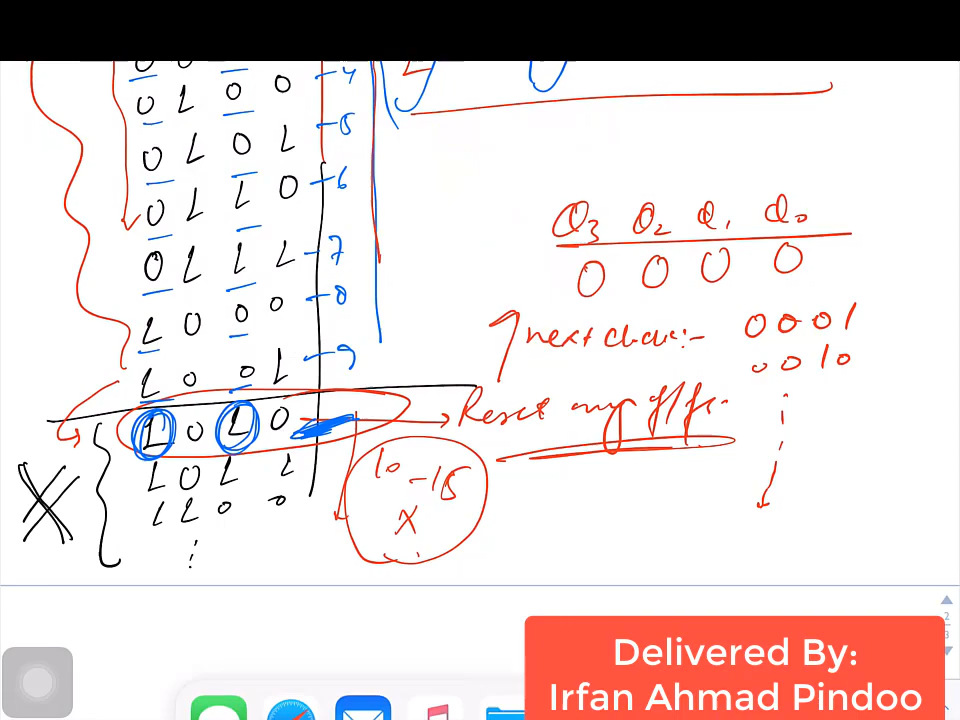 0 1 0 0 -4
0 1 0 1 -5
0 1 1 0 -6
0 1 1 1 -7
1 0 0 0 -8
1 0 0 1 -9
1 0 1 0
1 0 1 1
1 1 0 0
⋮
X
10 -15
X
Q3 Q2 Q1 Q0
0 0 0 0
next
0 0 0 1
0 0 1 0
Reset
Delivered By:
Irfan Ahmad Pindoo
2
3